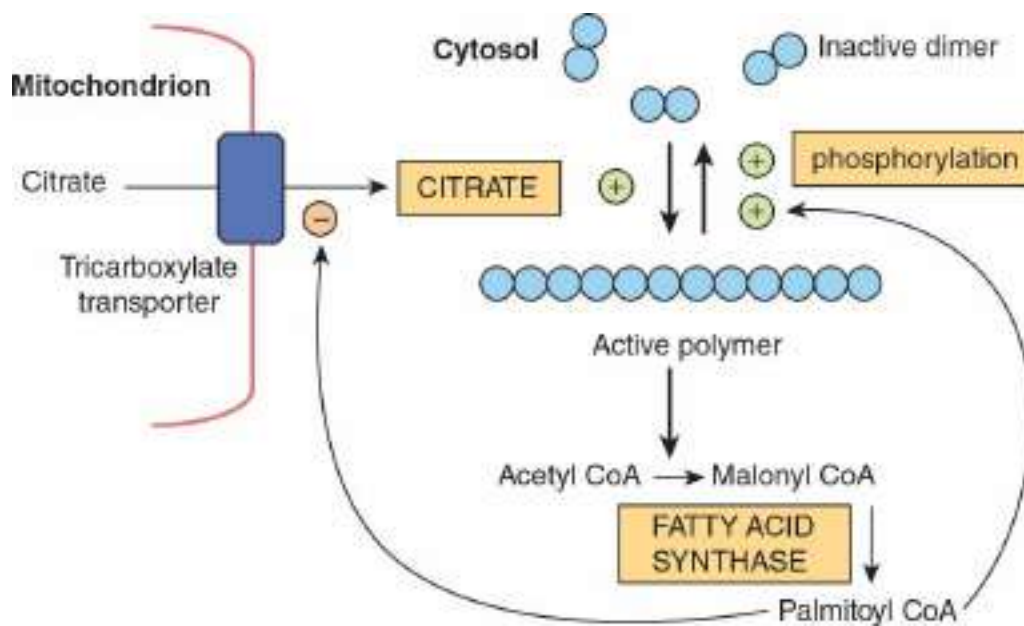 Cytosol
Inactive dimer
Mitochondrion
phosphorylation
Citrate
CITRATE
+
+
+
−
Tricarboxylate
transporter
Active polymer
Acetyl CoA
Malonyl CoA
FATTY ACID
SYNTHASE
Palmitoyl CoA